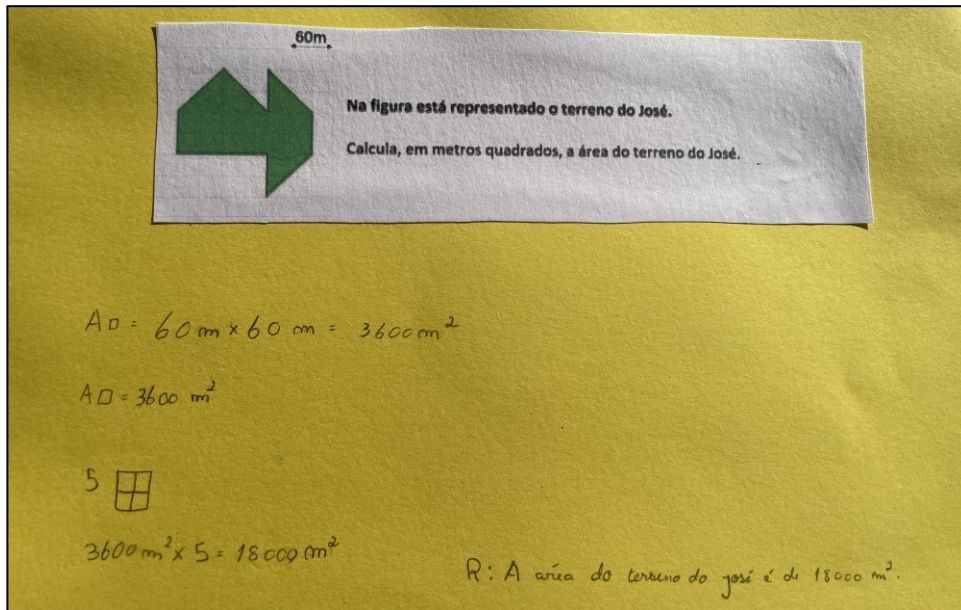 60m
Na figura está representado o terreno do José.
Calcula, em metros quadrados, a área do terreno do José.
A□ = 60 m × 60 m = 3600 m²
A□ = 3600 m²
5
3600 m² × 5 = 18000 m²
R: A área do terreno do josé é de 18000 m².